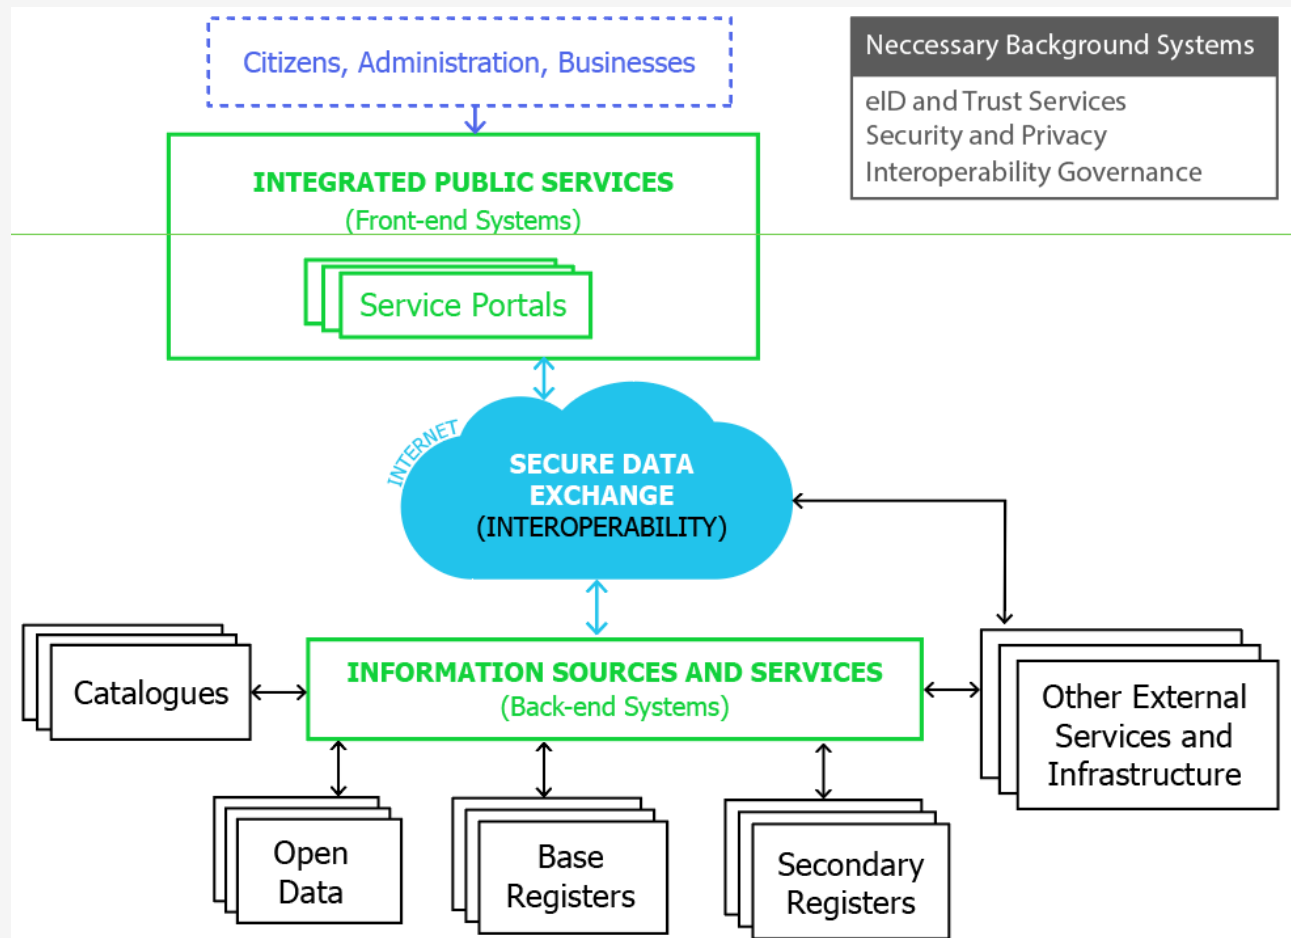 Citizens, Administration, Businesses
Neccessary Background Systems
eID and Trust Services
Security and Privacy
Interoperability Governance
INTEGRATED PUBLIC SERVICES
(Front-end Systems)
Service Portals
INTERNET
SECURE DATA
EXCHANGE
(INTEROPERABILITY)
INFORMATION SOURCES AND SERVICES
(Back-end Systems)
Catalogues
Other External
Services and
Infrastructure
Open
Data
Base
Registers
Secondary
Registers